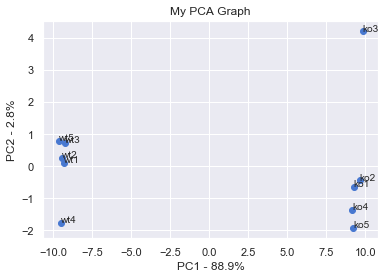 My PCA Graph
PC2 - 2.8%
4
3
2
1
0
−1
−2
ko3
wt5
wt3
wt2
wt1
ko2
ko1
ko4
wt4
ko5
−10.0 −7.5 −5.0 −2.5 0.0 2.5 5.0 7.5 10.0
PC1 - 88.9%